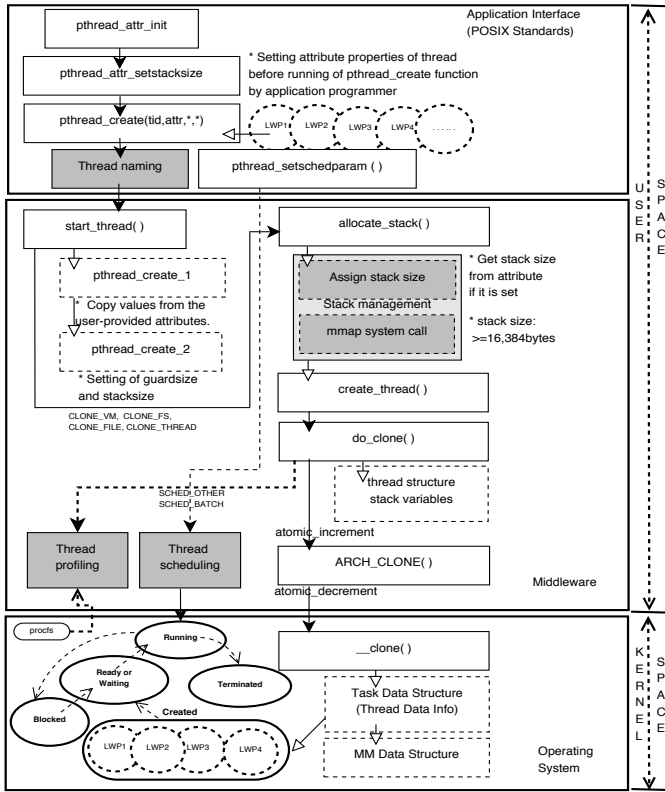 Application Interface
(POSIX Standards)
pthread_attr_init
pthread_attr_setstacksize
* Setting attribute properties of thread
before running of pthread_create function
by application programmer
pthread_create(tid,attr,*,*)
LWP1
LWP2
LWP3
LWP4
.......
Thread naming
pthread_setschedparam ( )
USER
SPACE
start_thread( )
allocate_stack( )
pthread_create_1
* Copy values from the
user-provided attributes.
pthread_create_2
* Setting of guardsize
and stacksize
CLONE_VM, CLONE_FS,
CLONE_FILE, CLONE_THREAD
Assign stack size
Stack management
mmap system call
* Get stack size
from attribute
if it is set
* stack size:
>=16,384bytes
create_thread( )
do_clone( )
thread structure
stack variables
SCHED_OTHER
SCHED_BATCH
atomic_increment
Thread
profiling
Thread
scheduling
ARCH_CLONE( )
atomic_decrement
Middleware
procfs
Running
Ready or
Waiting
Terminated
Blocked
Created
LWP1
LWP2
LWP3
LWP4
__clone( )
Task Data Structure
(Thread Data Info)
MM Data Structure
Operating
System
KERNEL
SPACE